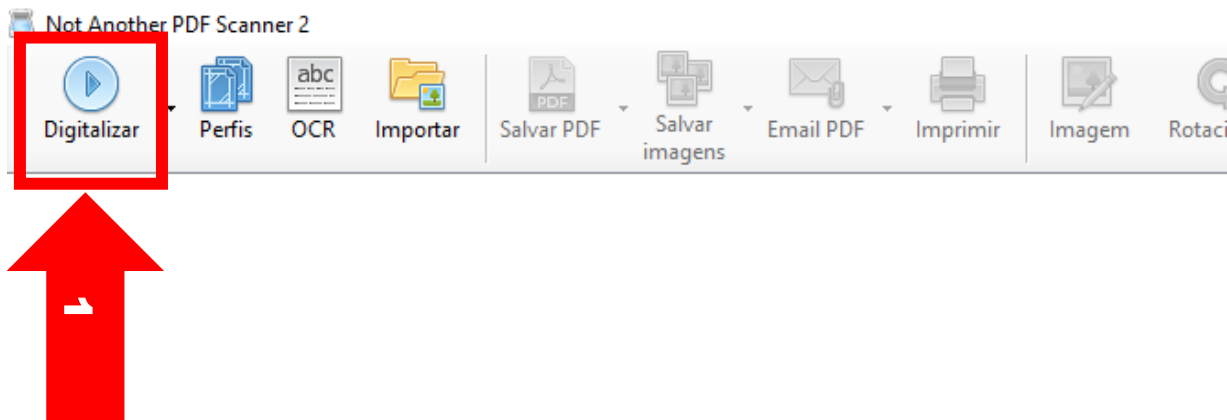 Not Another PDF Scanner 2
abc
PDF
Digitalizar
Perfis
OCR
Importar
Salvar PDF
Salvar
imagens
Email PDF
Imprimir
Imagem
1